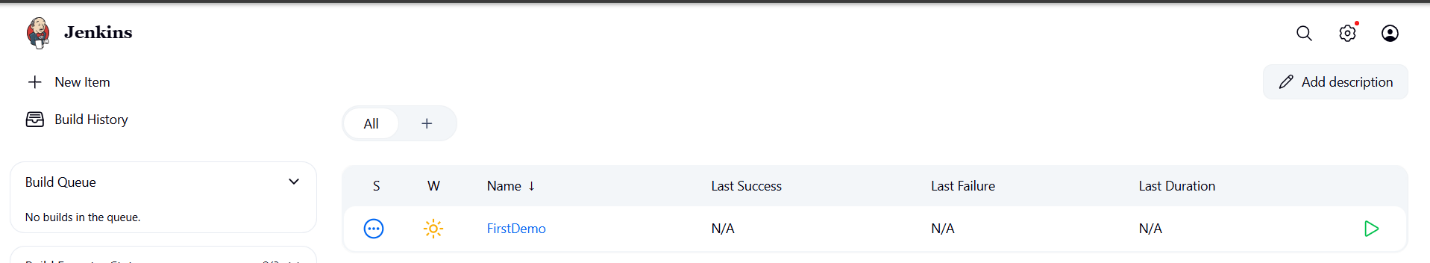 Jenkins
New Item
Add description
Build History
All +
Build Queue
No builds in the queue.
S W Name ↓ Last Success Last Failure Last Duration
FirstDemo N/A N/A N/A